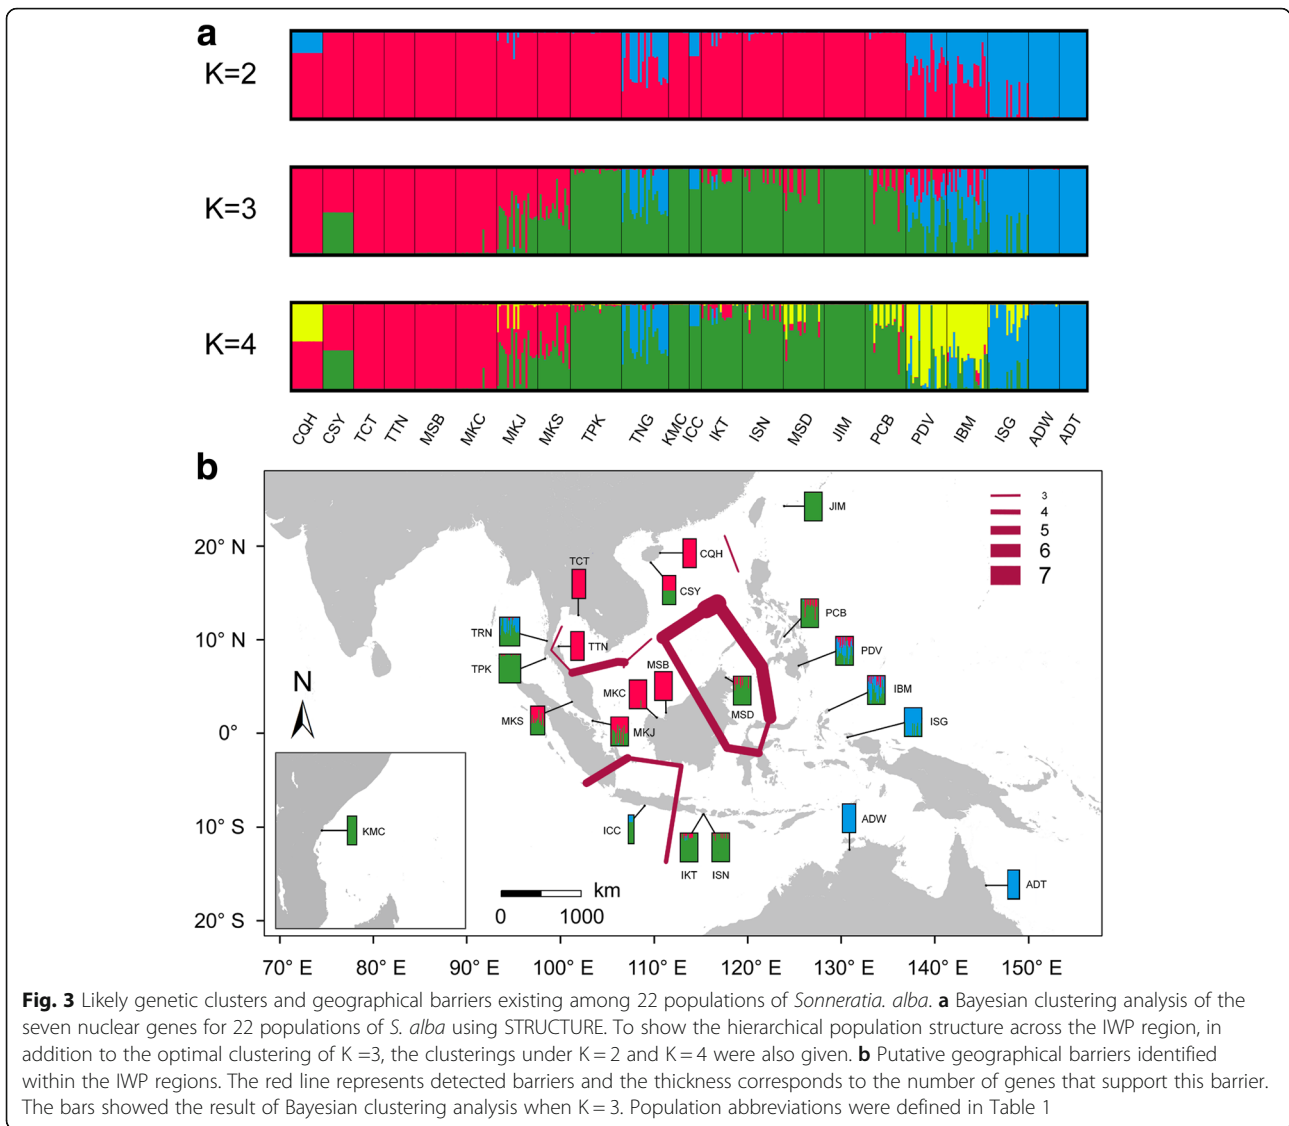 a
K=2
K=3
K=4
CQH CSY TCT TTN MSB MKC MKJ MKS TPK TNG KMC ICC IKT ISN MSD JIM PCB PDV IBM ISG ADW ADT
b
3
4
5
6
7
JIM
20° N
TCT
CQH
CSY
PCB
10° N
TRN
TTN
PDV
TPK
MSB
IBM
N
MKC
MSD
ISG
MKS
MKJ
0°
ADW
10° S
KMC
ICC
IKT
ISN
ADT
km
0 1000
20° S
70° E 80° E 90° E 100° E 110° E 120° E 130° E 140° E 150° E
Fig. 3 Likely genetic clusters and geographical barriers existing among 22 populations of Sonneratia. alba. a Bayesian clustering analysis of the
seven nuclear genes for 22 populations of S. alba using STRUCTURE. To show the hierarchical population structure across the IWP region, in
addition to the optimal clustering of K =3, the clusterings under K = 2 and K = 4 were also given. b Putative geographical barriers identified
within the IWP regions. The red line represents detected barriers and the thickness corresponds to the number of genes that support this barrier.
The bars showed the result of Bayesian clustering analysis when K = 3. Population abbreviations were defined in Table 1